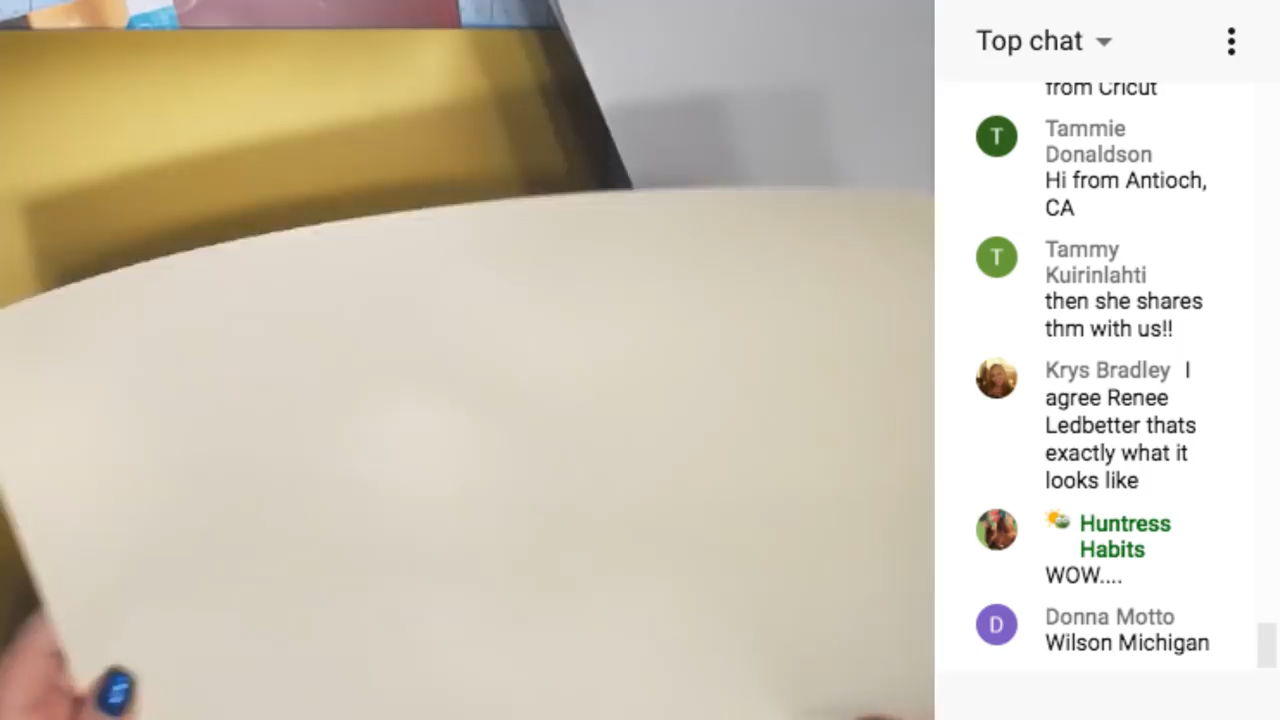 Top chat
from Cricut
T
Tammie
Donaldson
Hi from Antioch,
CA
T
Tammy
Kuirinlahti
then she shares
thm with us!!
Krys Bradley I
agree Renee
Ledbetter thats
exactly what it
looks like
Huntress
Habits
WOW....
D
Donna Motto
Wilson Michigan